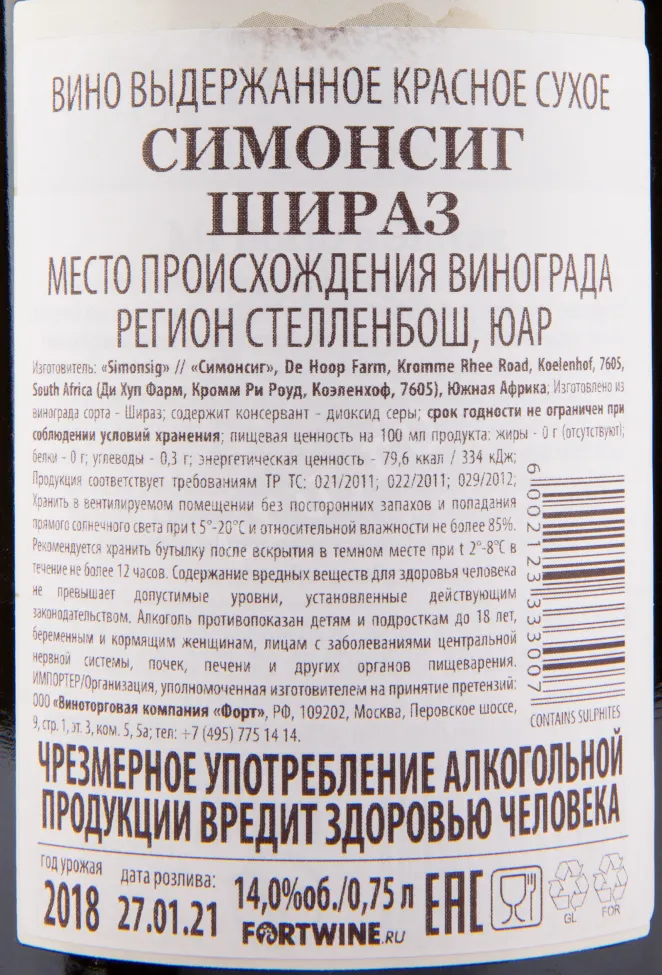 ВИНО ВЫДЕРЖАННОЕ КРАСНОЕ СУХОЕ
СИМОНСИГ
ШИРАЗ
МЕСТО ПРОИСХОЖДЕНИЯ ВИНОГРАДА
РЕГИОН СТЕЛЛЕНБОШ, ЮАР
Изготовитель: «Simonsig» // «Симонсиг», De Hoop Farm, Kromme Rhee Road, Koelenhof, 7605,
South Africa (Ди Хуп Фарм, Кромм Ри Роуд, Коэленхоф, 7605), Южная Африка; Изготовлено из
винограда сорта - Шираз; содержит консервант - диоксид серы; срок годности не ограничен при
соблюдении условий хранения; пищевая ценность на 100 мл продукта: жиры - 0 г (отсутствуют);
белки - 0 г; углеводы - 0,3 г; энергетическая ценность - 79,6 ккал / 334 кДж;
Продукция соответствует требованиям ТР ТС: 021/2011; 022/2011; 029/2012;
Хранить в вентилируемом помещении без посторонних запахов и попадания
прямого солнечного света при t 5°-20°C и относительной влажности не более 85%.
Рекомендуется хранить бутылку после вскрытия в темном месте при t 2°-8°C в
течение не более 12 часов. Содержание вредных веществ для здоровья человека
не превышает допустимые уровни, установленные действующим
законодательством. Алкоголь противопоказан детям и подросткам до 18 лет,
беременным и кормящим женщинам, лицам с заболеваниями центральной
нервной системы, почек, печени и других органов пищеварения.
ИМПОРТЕР/Организация, уполномоченная изготовителем на принятие претензий:
ООО «Виноторговая компания «Форт», РФ, 109202, Москва, Перовское шоссе,
9, стр. 1, эт. 3, ком. 5, 5а; тел: +7 (495) 775 14 14.
6 002123 333007
CONTAINS SULPHITES
ЧРЕЗМЕРНОЕ УПОТРЕБЛЕНИЕ АЛКОГОЛЬНОЙ
ПРОДУКЦИИ ВРЕДИТ ЗДОРОВЬЮ ЧЕЛОВЕКА
год урожая
2018
дата розлива:
27.01.21
14,0%об./0,75 л
FORTWINE.RU
EAC
GL
FOR